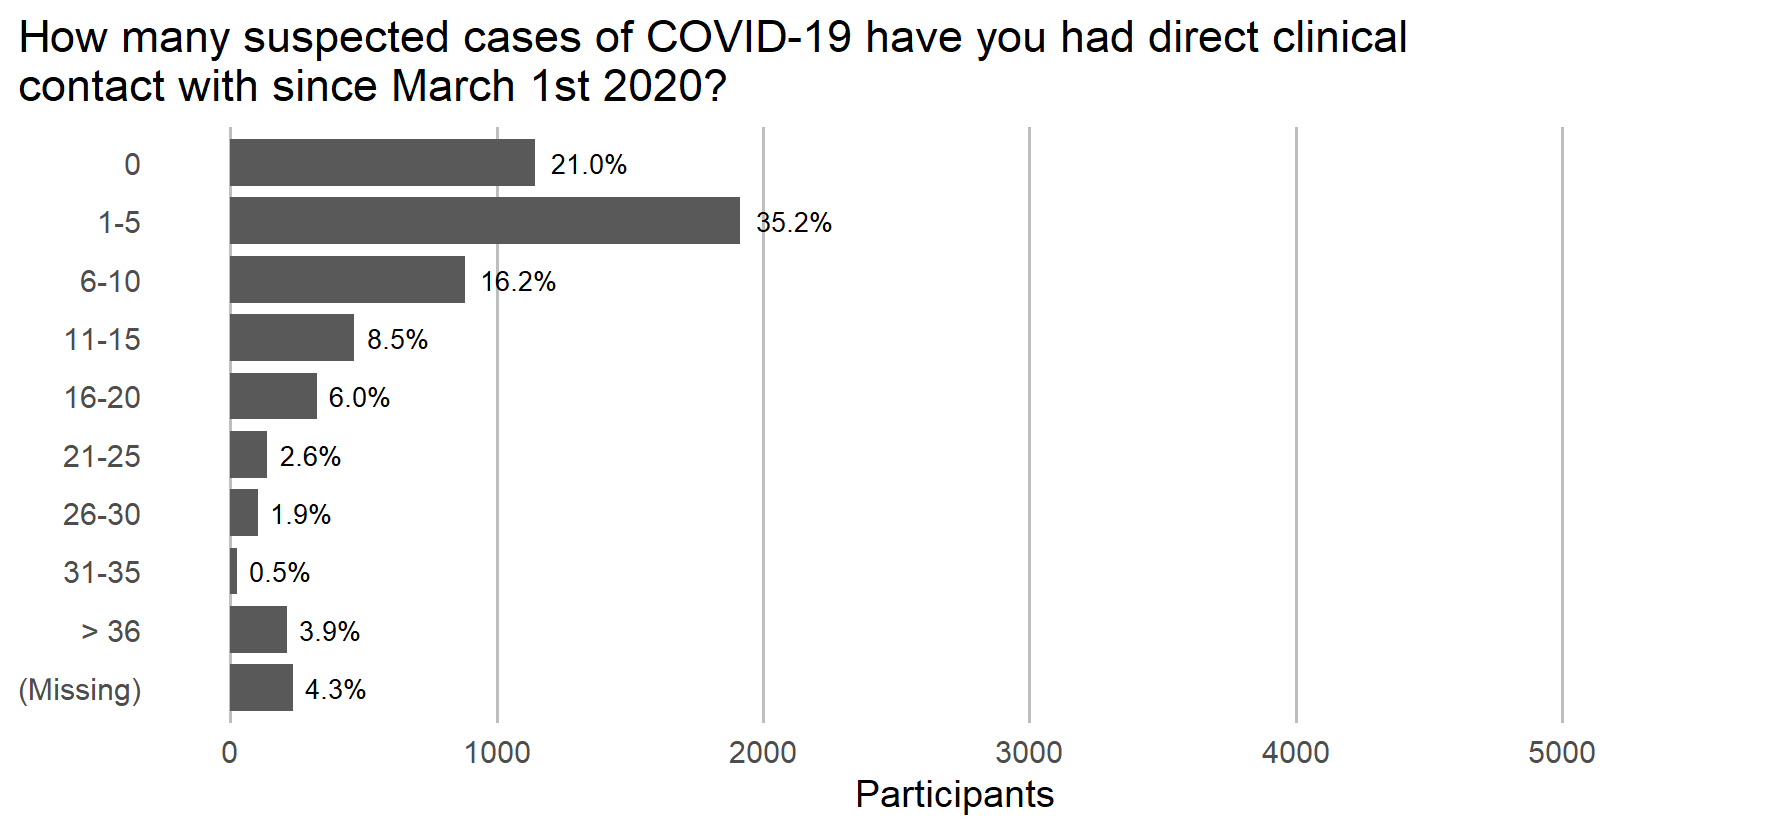 How many suspected cases of COVID-19 have you had direct clinical
contact with since March 1st 2020?
0 21.0%
1-5 35.2%
6-10 16.2%
11-15 8.5%
16-20 6.0%
21-25 2.6%
26-30 1.9%
31-35 0.5%
> 36 3.9%
(Missing) 4.3%
0 1000 2000 3000 4000 5000
Participants